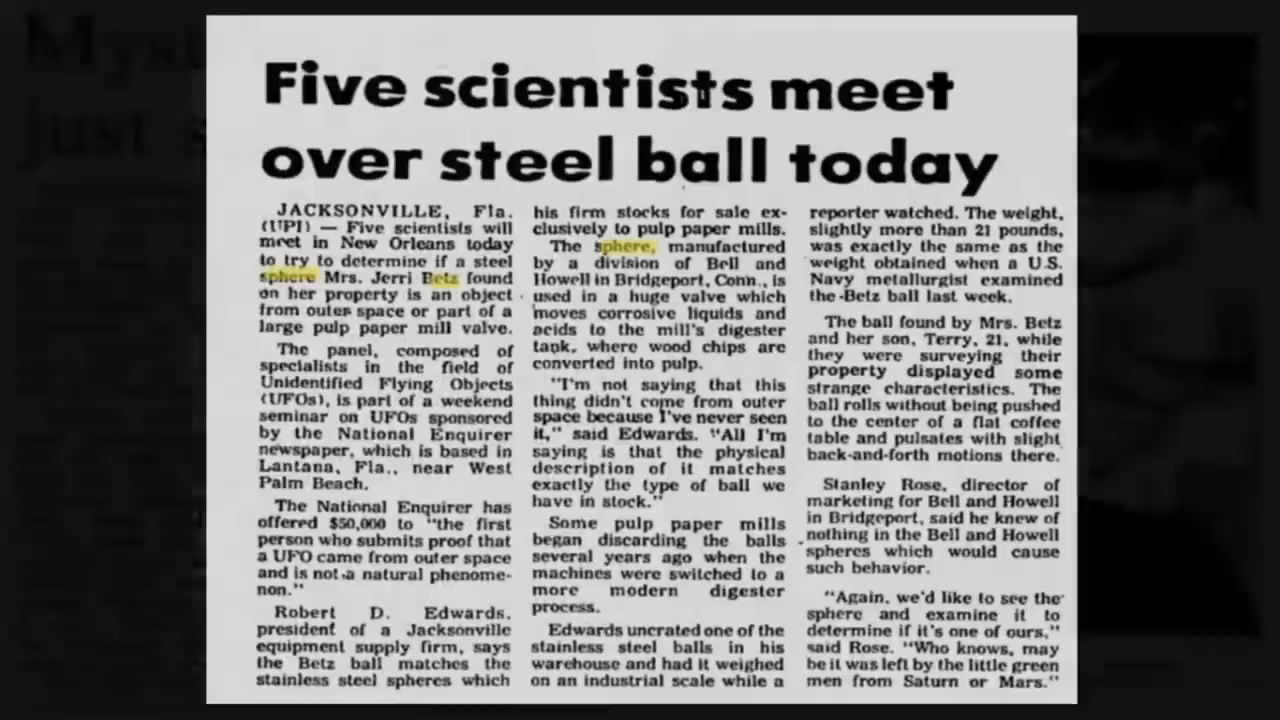 Five scientists meet
over steel ball today
JACKSONVILLE, Fla.
(UPI) — Five scientists will
meet in New Orleans today
to try to determine if a steel
sphere Mrs. Jerri Betz found
on her property is an object
from outer space or part of a
large pulp paper mill valve.
The panel, composed of
specialists in the field of
Unidentified Flying Objects
(UFOs), is part of a weekend
seminar on UFOs sponsored
by the National Enquirer
newspaper, which is based in
Lantana, Fla., near West
Palm Beach.
The National Enquirer has
offered $50,000 to "the first
person who submits proof that
a UFO came from outer space
and is not a natural phenome-
non."
Robert D. Edwards,
president of a Jacksonville
equipment supply firm, says
the Betz ball matches the
stainless steel spheres which
his firm stocks for sale ex-
clusively to pulp paper mills.
The sphere, manufactured
by a division of Bell and
Howell in Bridgeport, Conn., is
used in a huge valve which
moves corrosive liquids and
acids to the mill's digester
tank, where wood chips are
converted into pulp.
"I'm not saying that this
thing didn't come from outer
space because I've never seen
it," said Edwards. "All I'm
saying is that the physical
description of it matches
exactly the type of ball we
have in stock."
Some pulp paper mills
began discarding the balls
several years ago when the
machines were switched to a
more modern digester
process.
Edwards uncrated one of the
stainless steel balls in his
warehouse and had it weighed
on an industrial scale while a
reporter watched. The weight,
slightly more than 21 pounds,
was exactly the same as the
weight obtained when a U.S.
Navy metallurgist examined
the Betz ball last week.
The ball found by Mrs. Betz
and her son, Terry, 21, while
they were surveying their
property displayed some
strange characteristics. The
ball rolls without being pushed
to the center of a flat coffee
table and pulsates with slight
back-and-forth motions there.
Stanley Rose, director of
marketing for Bell and Howell
in Bridgeport, said he knew of
nothing in the Bell and Howell
spheres which would cause
such behavior.
"Again, we'd like to see the
sphere and examine it to
determine if it's one of ours,"
said Rose. "Who knows, may
be it was left by the little green
men from Saturn or Mars."